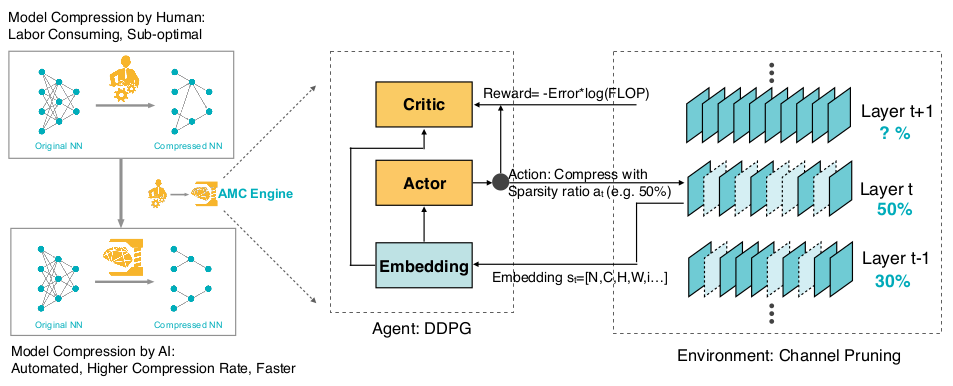 Model Compression by Human:
Labor Consuming, Sub-optimal
Original NN
Compressed NN
AMC Engine
Original NN
Compressed NN
Model Compression by AI:
Automated, Higher Compression Rate, Faster
Critic
Actor
Embedding
Agent: DDPG
Reward= -Error*log(FLOP)
Action: Compress with
Sparsity ratio at (e.g. 50%)
Embedding st=[N,C,H,W,i…]
Layer t+1
? %
Layer t
50%
Layer t-1
30%
Environment: Channel Pruning